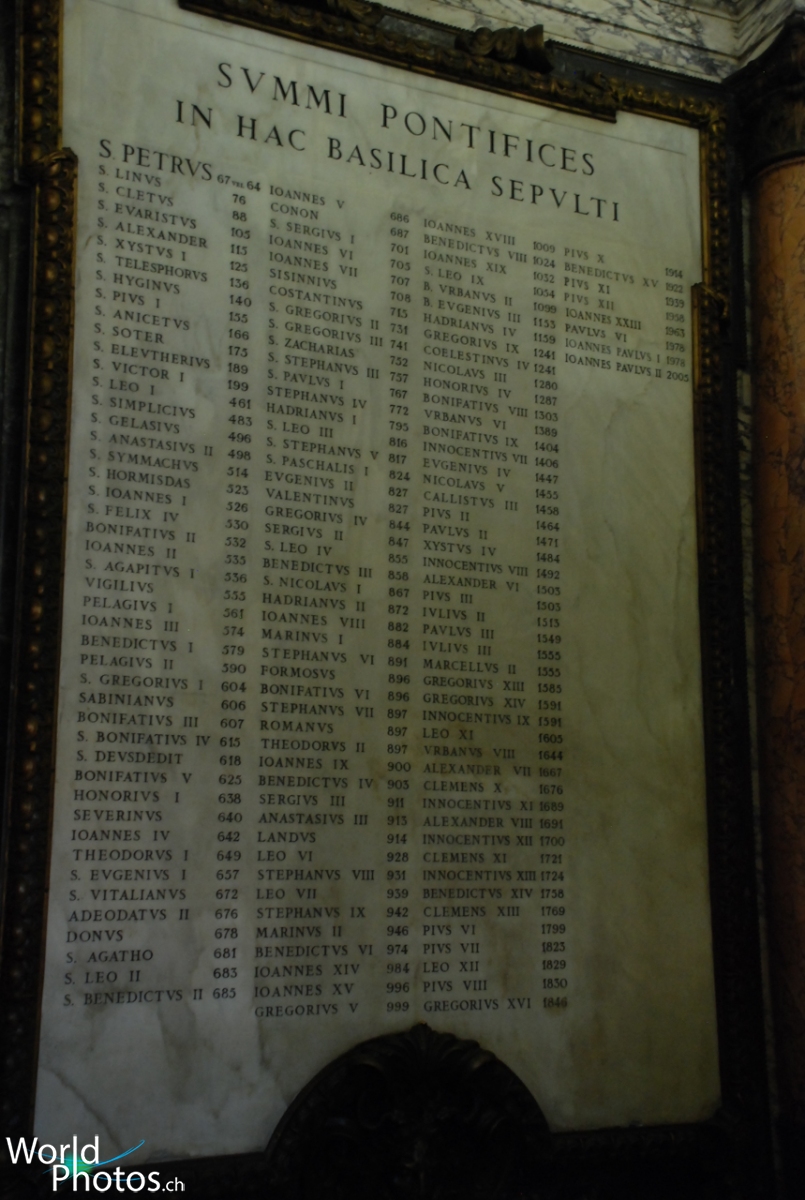 SVMMI PONTIFICES
IN HAC BASILICA SEPVLTI
S. PETRVS 67 VEL 64
S. LINVS 76
S. CLETVS 88
S. EVARISTVS 105
S. ALEXANDER 115
S. XYSTVS I 125
S. TELESPHORVS 136
S. HYGINVS 140
S. PIVS I 155
S. ANICETVS 166
S. SOTER 175
S. ELEVTHERIVS 189
S. VICTOR I 199
S. LEO I 461
S. SIMPLICIVS 483
S. GELASIVS 496
S. ANASTASIVS II 498
S. SYMMACHVS 514
S. HORMISDAS 523
S. IOANNES I 526
S. FELIX IV 530
BONIFATIVS II 532
IOANNES II 535
S. AGAPITVS I 536
VIGILIVS 555
PELAGIVS I 561
IOANNES III 574
BENEDICTVS I 579
PELAGIVS II 590
S. GREGORIVS I 604
SABINIANVS 606
BONIFATIVS III 607
S. BONIFATIVS IV 615
S. DEVSDEDIT 618
BONIFATIVS V 625
HONORIVS I 638
SEVERINVS 640
IOANNES IV 642
THEODORVS I 649
S. EVGENIVS I 657
S. VITALIANVS 672
ADEODATVS II 676
DONVS 678
S. AGATHO 681
S. LEO II 683
S. BENEDICTVS II 685
IOANNES V 686
CONON 687
S. SERGIVS I 701
IOANNES VI 705
IOANNES VII 707
SISINNIVS 708
COSTANTINVS 715
S. GREGORIVS II 731
S. GREGORIVS III 741
S. ZACHARIAS 752
S. STEPHANVS III 757
S. PAVLVS I 767
STEPHANVS IV 772
HADRIANVS I 795
S. LEO III 816
S. STEPHANVS V 817
S. PASCHALIS I 824
EVGENIVS II 827
VALENTINVS 827
GREGORIVS IV 844
SERGIVS II 847
S. LEO IV 855
BENEDICTVS III 858
S. NICOLAVS I 867
HADRIANVS II 872
IOANNES VIII 882
MARINVS I 884
STEPHANVS VI 891
FORMOSVS 896
BONIFATIVS VI 896
STEPHANVS VII 897
ROMANVS 897
THEODORVS II 897
IOANNES IX 900
BENEDICTVS IV 903
SERGIVS III 911
ANASTASIVS III 913
LANDVS 914
LEO VI 928
STEPHANVS VIII 931
LEO VII 939
STEPHANVS IX 942
MARINVS II 946
BENEDICTVS VI 974
IOANNES XIV 984
IOANNES XV 996
GREGORIVS V 999
IOANNES XVIII 1009
BENEDICTVS VIII 1024
IOANNES XIX 1032
S. LEO IX 1054
B. VRBANVS II 1099
B. EVGENIVS III 1153
HADRIANVS IV 1159
GREGORIVS IX 1241
COELESTINVS IV 1241
NICOLAVS III 1280
HONORIVS IV 1287
BONIFATIVS VIII 1303
VRBANVS VI 1389
BONIFATIVS IX 1404
INNOCENTIVS VII 1406
EVGENIVS IV 1447
NICOLAVS V 1455
CALLISTVS III 1458
PIVS II 1464
PAVLVS II 1471
XYSTVS IV 1484
INNOCENTIVS VIII 1492
ALEXANDER VI 1503
PIVS III 1503
IVLIVS II 1513
PAVLVS III 1549
IVLIVS III 1555
MARCELLVS II 1555
GREGORIVS XIII 1585
GREGORIVS XIV 1591
INNOCENTIVS IX 1591
LEO XI 1605
VRBANVS VIII 1644
ALEXANDER VII 1667
CLEMENS X 1676
INNOCENTIVS XI 1689
ALEXANDER VIII 1691
INNOCENTIVS XII 1700
CLEMENS XI 1721
INNOCENTIVS XIII 1724
BENEDICTVS XIV 1758
CLEMENS XIII 1769
PIVS VI 1799
PIVS VII 1823
LEO XII 1829
PIVS VIII 1830
GREGORIVS XVI 1846
PIVS X 1914
BENEDICTVS XV 1922
PIVS XI 1939
PIVS XII 1958
IOANNES XXIII 1963
PAVLVS VI 1978
IOANNES PAVLVS I 1978
IOANNES PAVLVS II 2005
World
Photos.ch